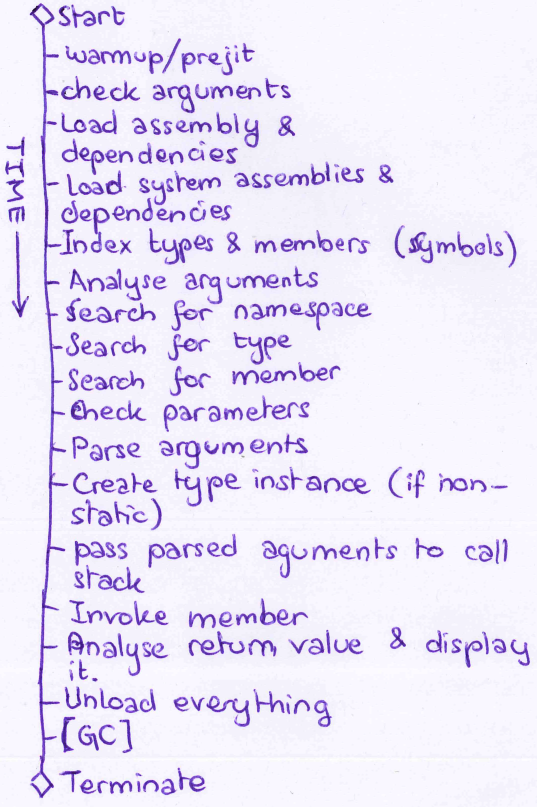 Start
warmup/prejit
check arguments
Load assembly &
dependencies
Load system assemblies &
dependencies
Index types & members (symbols)
Analyse arguments
Search for namespace
Search for type
Search for member
Check parameters
Parse arguments
Create type instance (if non-
static)
pass parsed aguments to call
stack
Invoke member
Analyse return value & display
it.
Unload everything
[GC]
Terminate
TIME